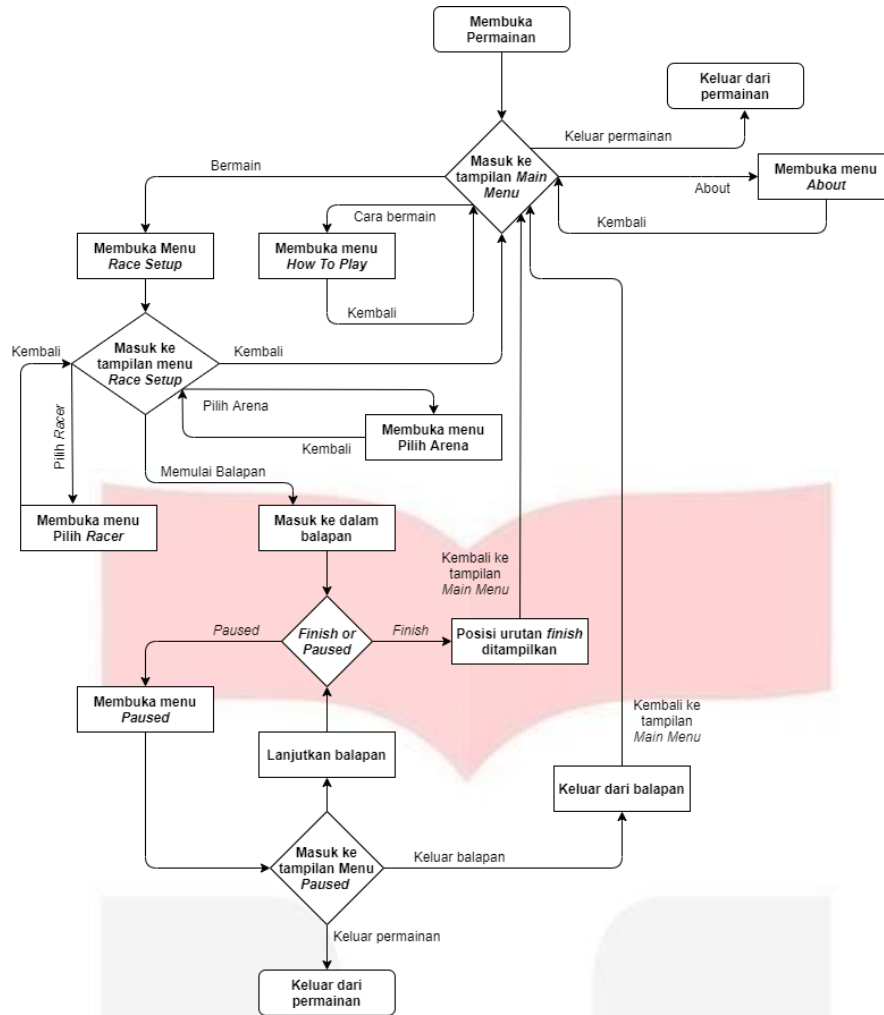 Membuka
Permainan
Keluar dari
permainan
Keluar permainan
Masuk ke
tampilan Main
Menu
Bermain
About
Membuka menu
About
Kembali
Cara bermain
Membuka menu
How To Play
Kembali
Membuka Menu
Race Setup
Masuk ke
tampilan menu
Race Setup
Kembali
Kembali
Pilih Arena
Membuka menu
Pilih Arena
Kembali
Pilih Racer
Memulai Balapan
Membuka menu
Pilih Racer
Masuk ke dalam
balapan
Kembali ke
tampilan
Main Menu
Finish or
Paused
Paused
Finish
Posisi urutan finish
ditampilkan
Membuka menu
Paused
Lanjutkan balapan
Kembali ke
tampilan
Main Menu
Keluar dari balapan
Masuk ke
tampilan Menu
Paused
Keluar balapan
Keluar permainan
Keluar dari
permainan